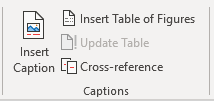 Insert
Caption
Insert Table of Figures
Update Table
Cross-reference
Captions